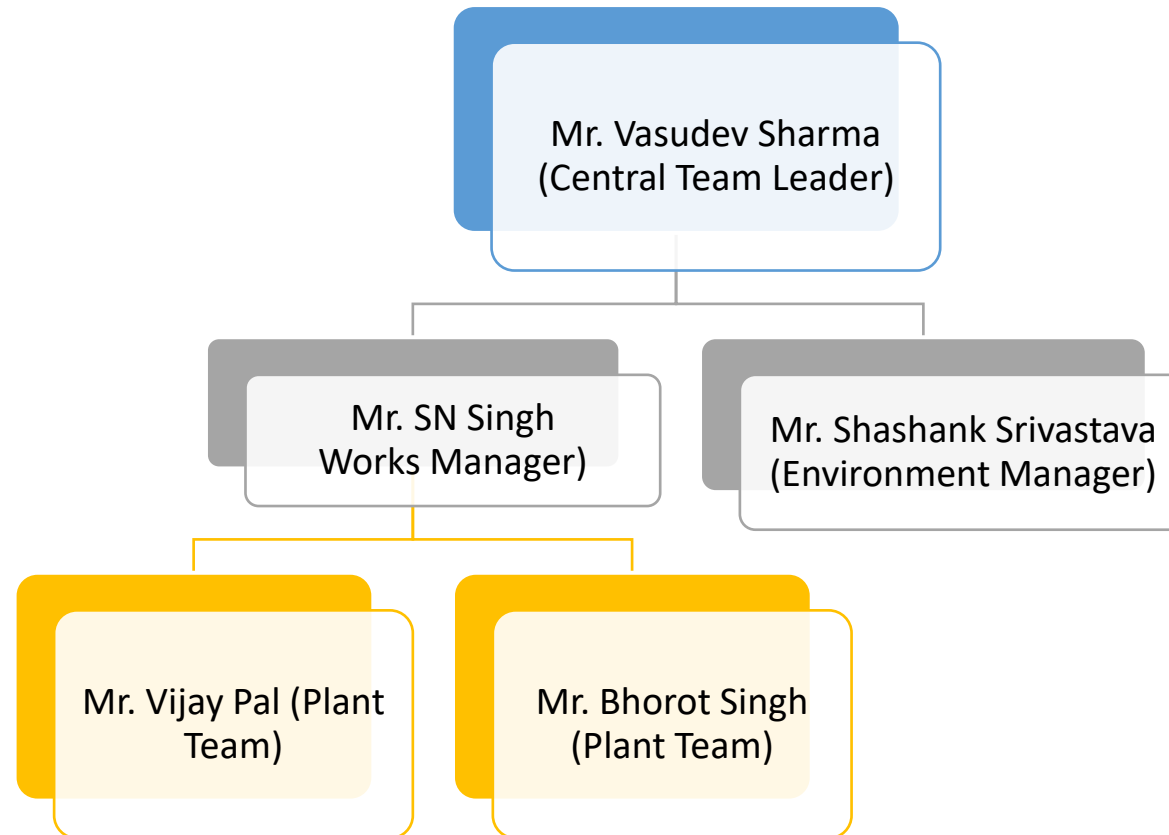 Mr. Vasudev Sharma
(Central Team Leader)
Mr. SN Singh
Works Manager)
Mr. Shashank Srivastava
(Environment Manager)
Mr. Vijay Pal (Plant
Team)
Mr. Bhorot Singh
(Plant Team)